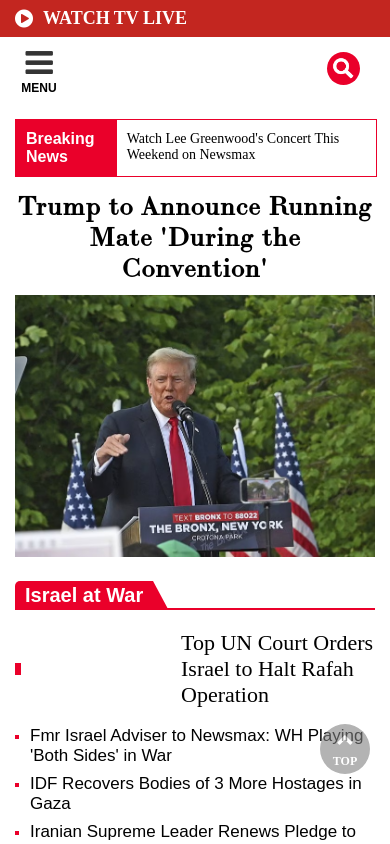 WATCH TV LIVE
MENU
Breaking
News
Watch Lee Greenwood's Concert This
Weekend on Newsmax
Trump to Announce Running
Mate 'During the
Convention'
TEXT BRONX TO 88022
THE BRONX, NEW YORK
CROTONA PARK
Israel at War
Top UN Court Orders
Israel to Halt Rafah
Operation
Fmr Israel Adviser to Newsmax: WH Playing
'Both Sides' in War
TOP
IDF Recovers Bodies of 3 More Hostages in
Gaza
Iranian Supreme Leader Renews Pledge to